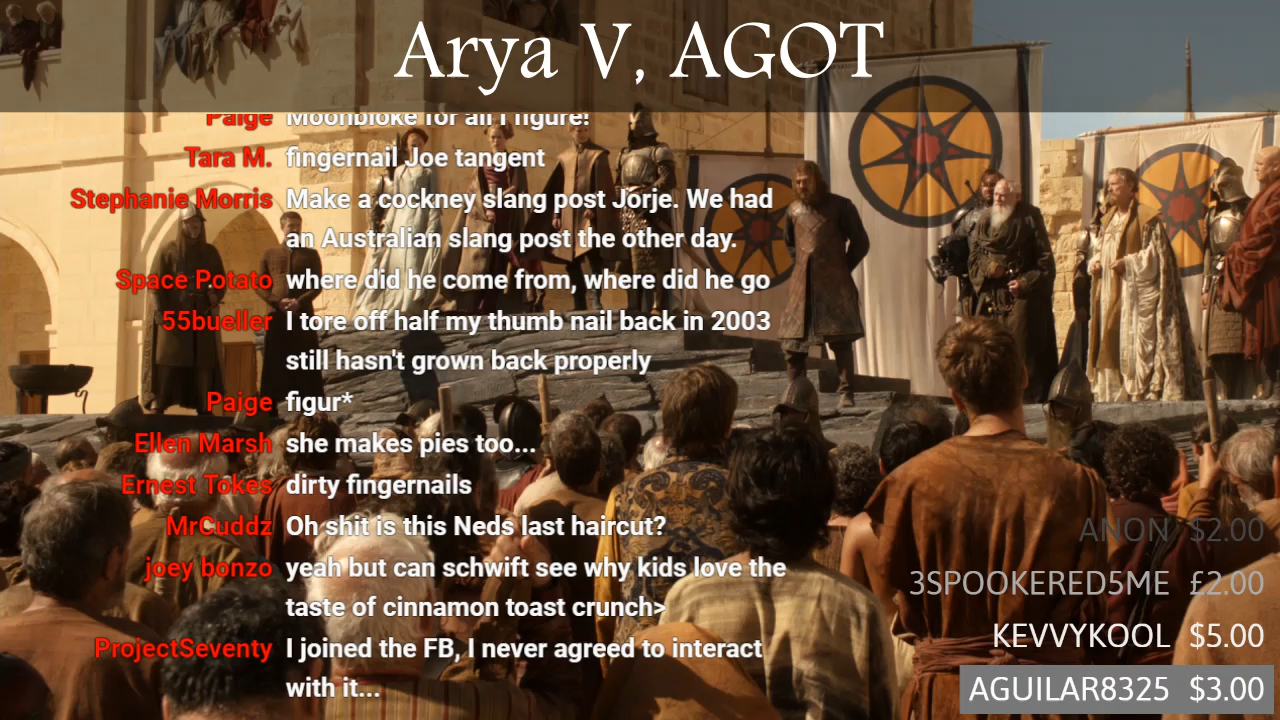 Arya V, AGOT
Paige Moonbloke for all I figure!
Tara M. fingernail Joe tangent
Stephanie Morris Make a cockney slang post Jorje. We had
an Australian slang post the other day.
Space Potato where did he come from, where did he go
55bueller I tore off half my thumb nail back in 2003
still hasn't grown back properly
Paige figur*
Ellen Marsh she makes pies too...
Ernest Tokes dirty fingernails
MrCuddz Oh shit is this Neds last haircut?
joey bonzo yeah but can schwift see why kids love the
taste of cinnamon toast crunch>
ProjectSeventy I joined the FB, I never agreed to interact
with it...
ANON $2.00
3SPOOKERED5ME £2.00
KEVVYKOOL $5.00
AGUILAR8325 $3.00